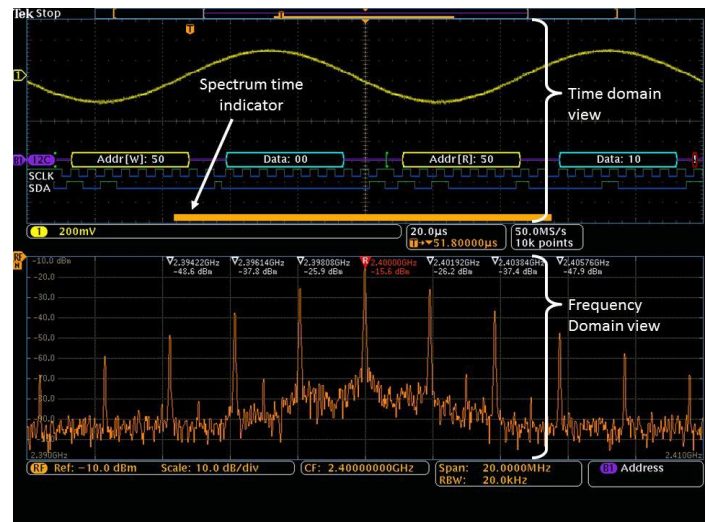 Tek Stop
T
T
Spectrum time
indicator
Time domain
view
B1 I2C
Addr[W]: 50
Data: 00
Addr[R]: 50
Data: 10
!
SCLK
SDA
1 200mV
20.0µs
T→▼51.80000µs
50.0MS/s
10k points
RF
M
-10.0 dBm
-20.0
-30.0
-40.0
-50.0
-60.0
-70.0
-80.0
-90.0
2.39422GHz
-48.6 dBm
2.39614GHz
-37.8 dBm
2.39808GHz
-25.9 dBm
R 2.40000GHz
-15.6 dBm
2.40192GHz
-26.2 dBm
2.40384GHz
-37.4 dBm
2.40576GHz
-47.9 dBm
Frequency
Domain view
2.390GHz
2.410GHz
RF Ref: -10.0 dBm Scale: 10.0 dB/div
CF: 2.40000000GHz
Span: 20.0000MHz
RBW: 20.0kHz
B1 Address